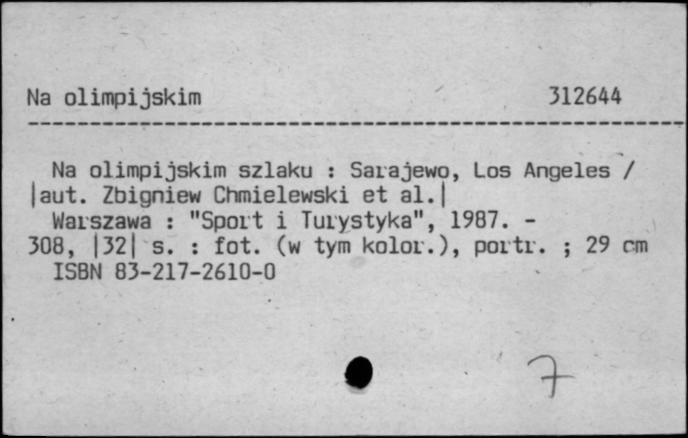 Na olimpijskim 312644
Na olimpijskim szlaku : Sarajewo, Los Angeles /
|aut. Zbigniew Chmielewski et al.|
Warszawa : "Sport i Turystyka", 1987. -
308, |32| s. : fot. (w tym kolor.), portr. ; 29 cm
ISBN 83-217-2610-0
7